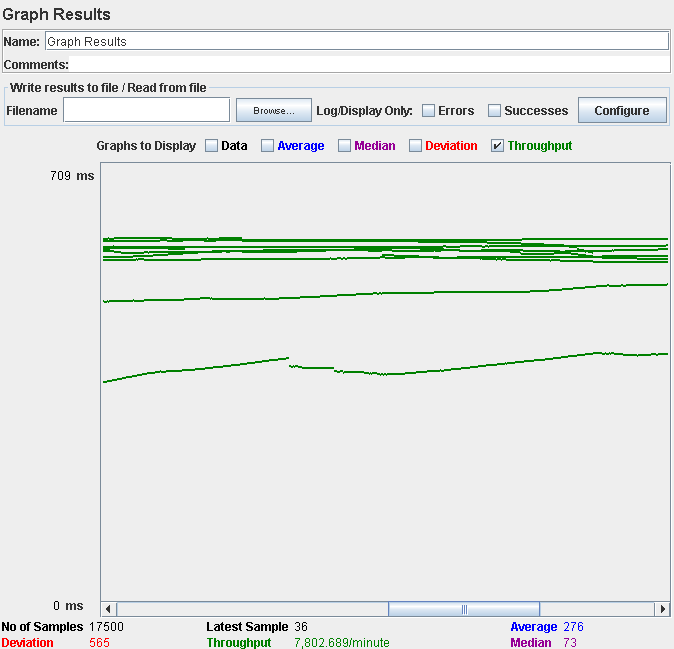 Graph Results
Name: Graph Results
Comments:
Write results to file / Read from file
Filename Browse... Log/Display Only: Errors Successes Configure
Graphs to Display Data Average Median Deviation Throughput
709 ms
0 ms
No of Samples 17500 Latest Sample 36 Average 276
Deviation 565 Throughput 7,802.689/minute Median 73